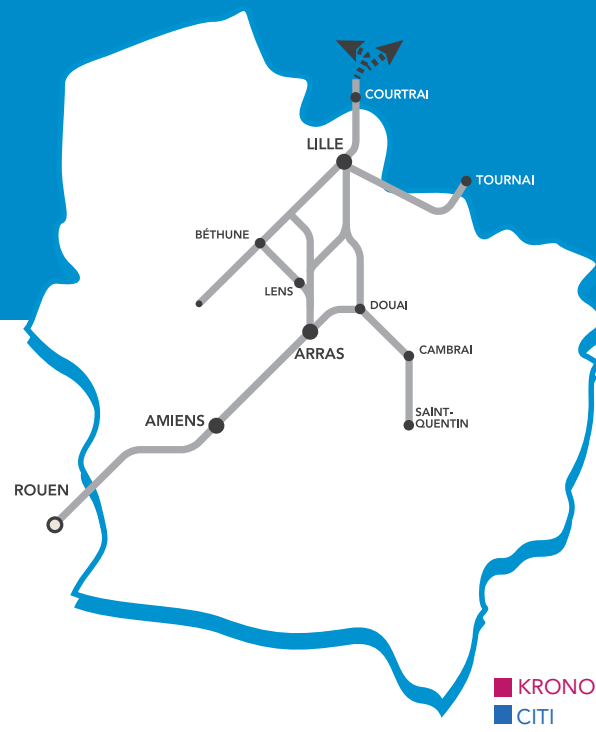 COURTRAI
LILLE
TOURNAI
BÉTHUNE
LENS
DOUAI
ARRAS
CAMBRAI
AMIENS
SAINT-
QUENTIN
ROUEN
KRONO
CITI